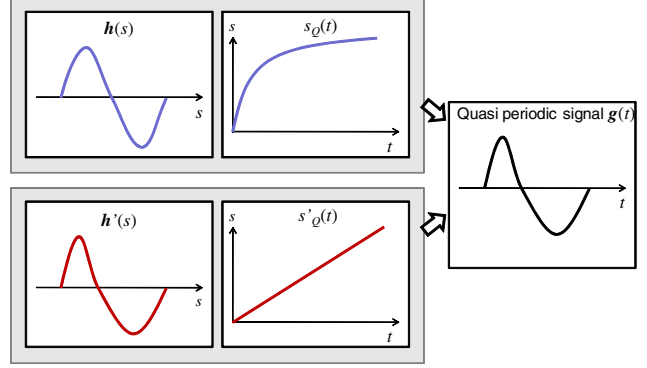 h(s)
s
s_Q(t)
s
t
Quasi periodic signal g(t)
t
h'(s)
s
s'_Q(t)
s
t